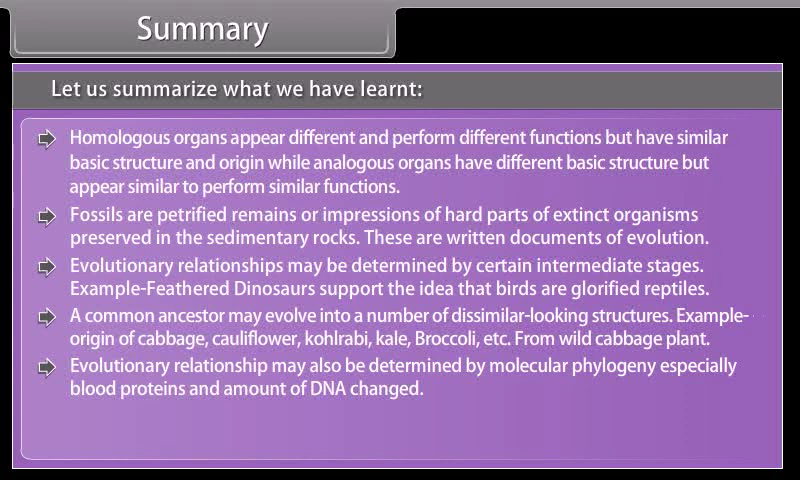 Summary
Let us summarize what we have learnt:
Homologous organs appear different and perform different functions but have similar
basic structure and origin while analogous organs have different basic structure but
appear similar to perform similar functions.
Fossils are petrified remains or impressions of hard parts of extinct organisms
preserved in the sedimentary rocks. These are written documents of evolution.
Evolutionary relationships may be determined by certain intermediate stages.
Example-Feathered Dinosaurs support the idea that birds are glorified reptiles.
A common ancestor may evolve into a number of dissimilar-looking structures. Example-
origin of cabbage, cauliflower, kohlrabi, kale, Broccoli, etc. From wild cabbage plant.
Evolutionary relationship may also be determined by molecular phylogeny especially
blood proteins and amount of DNA changed.